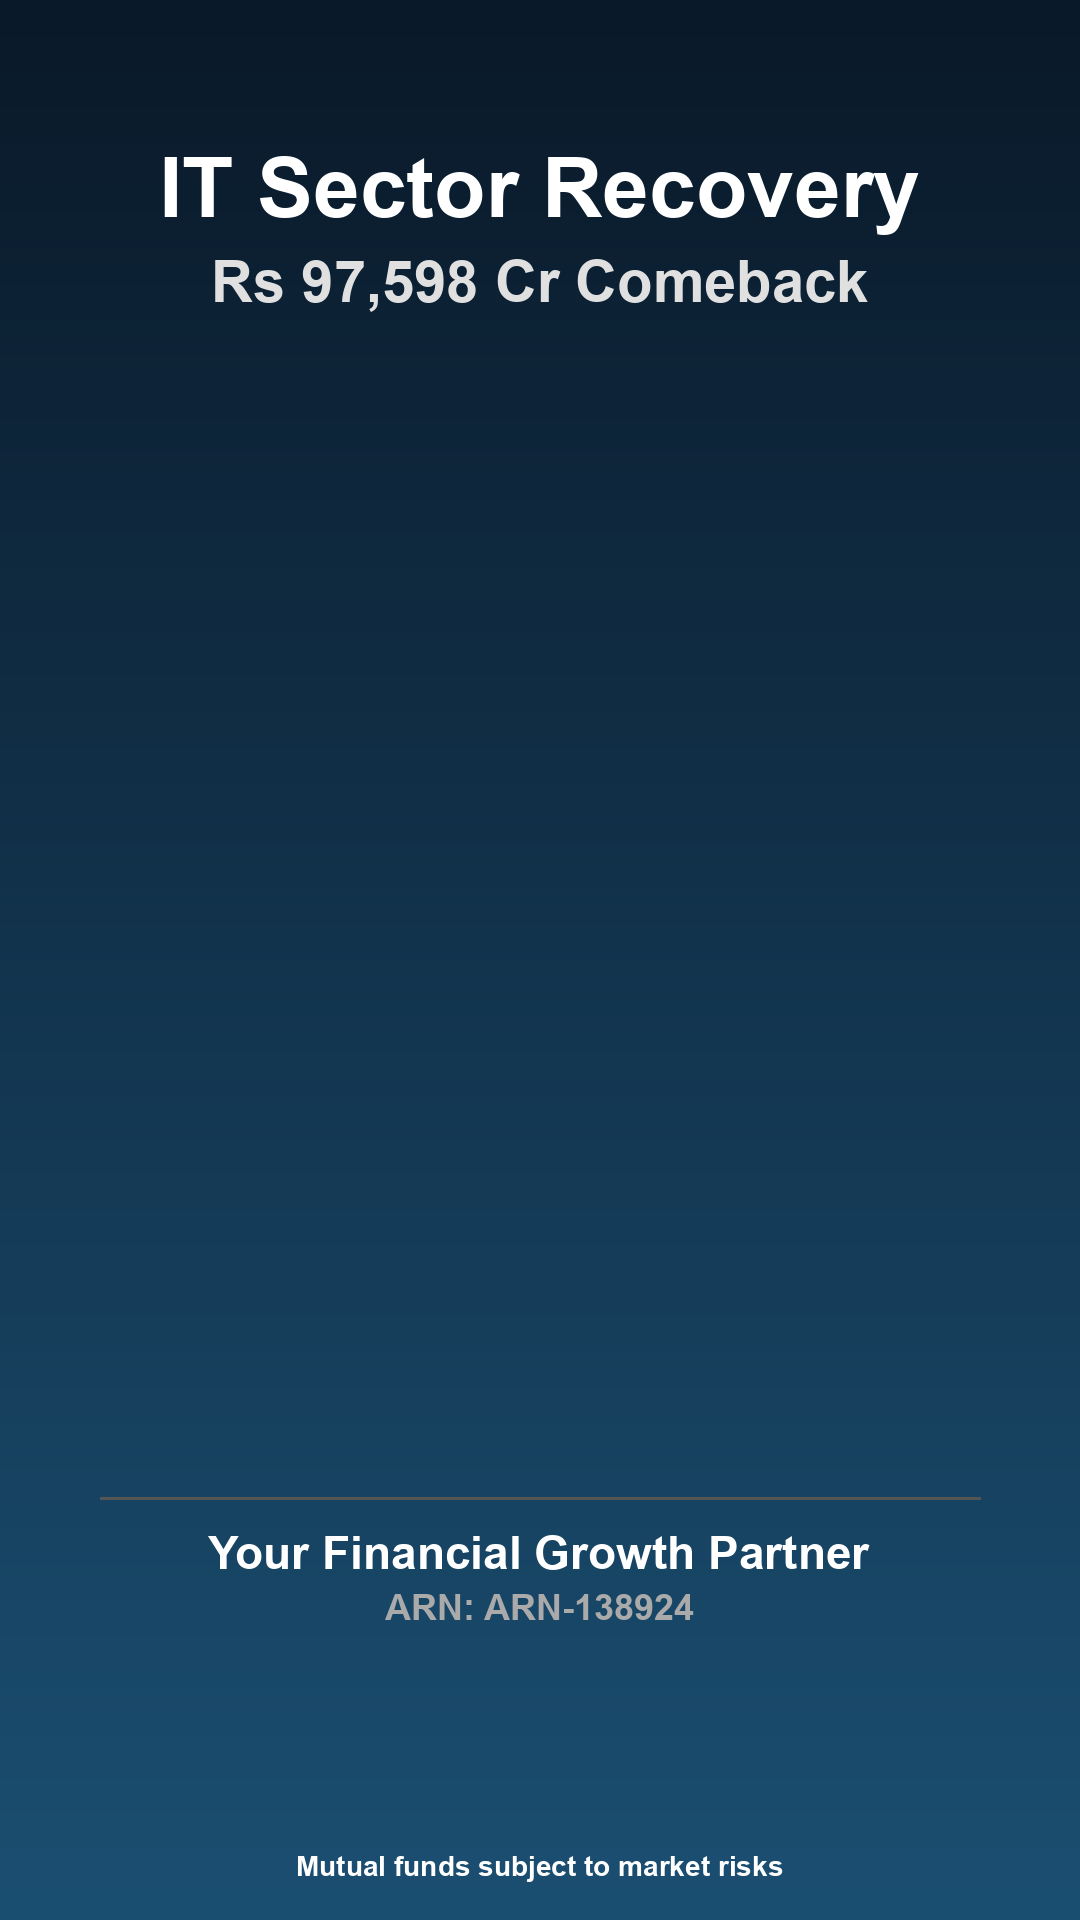 IT Sector Recovery
Rs 97,598 Cr Comeback
Your Financial Growth Partner
ARN: ARN-138924
Mutual funds subject to market risks